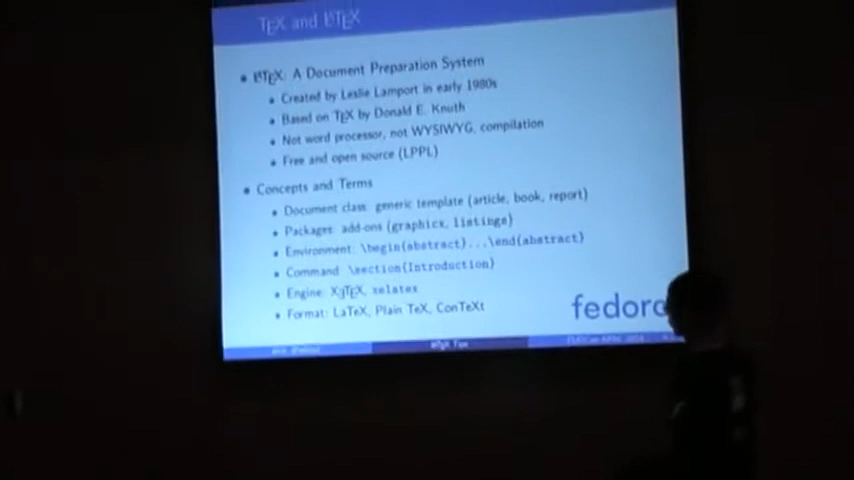 TEX and LATEX
• LATEX: A Document Preparation System
• Created by Leslie Lamport in early 1980s
• Based on TEX by Donald E. Knuth
• Not word processor, not WYSIWYG, compilation
• Free and open source (LPPL)
• Concepts and Terms
• Document class: generic template (article, book, report)
• Packages: add-ons (graphicx, listings)
• Environment: \begin{abstract}...\end{abstract}
• Command \section{Introduction}
• Engine: XƎTEX, xelatex
• Format: LaTeX, Plain TeX, ConTeXt
fedora